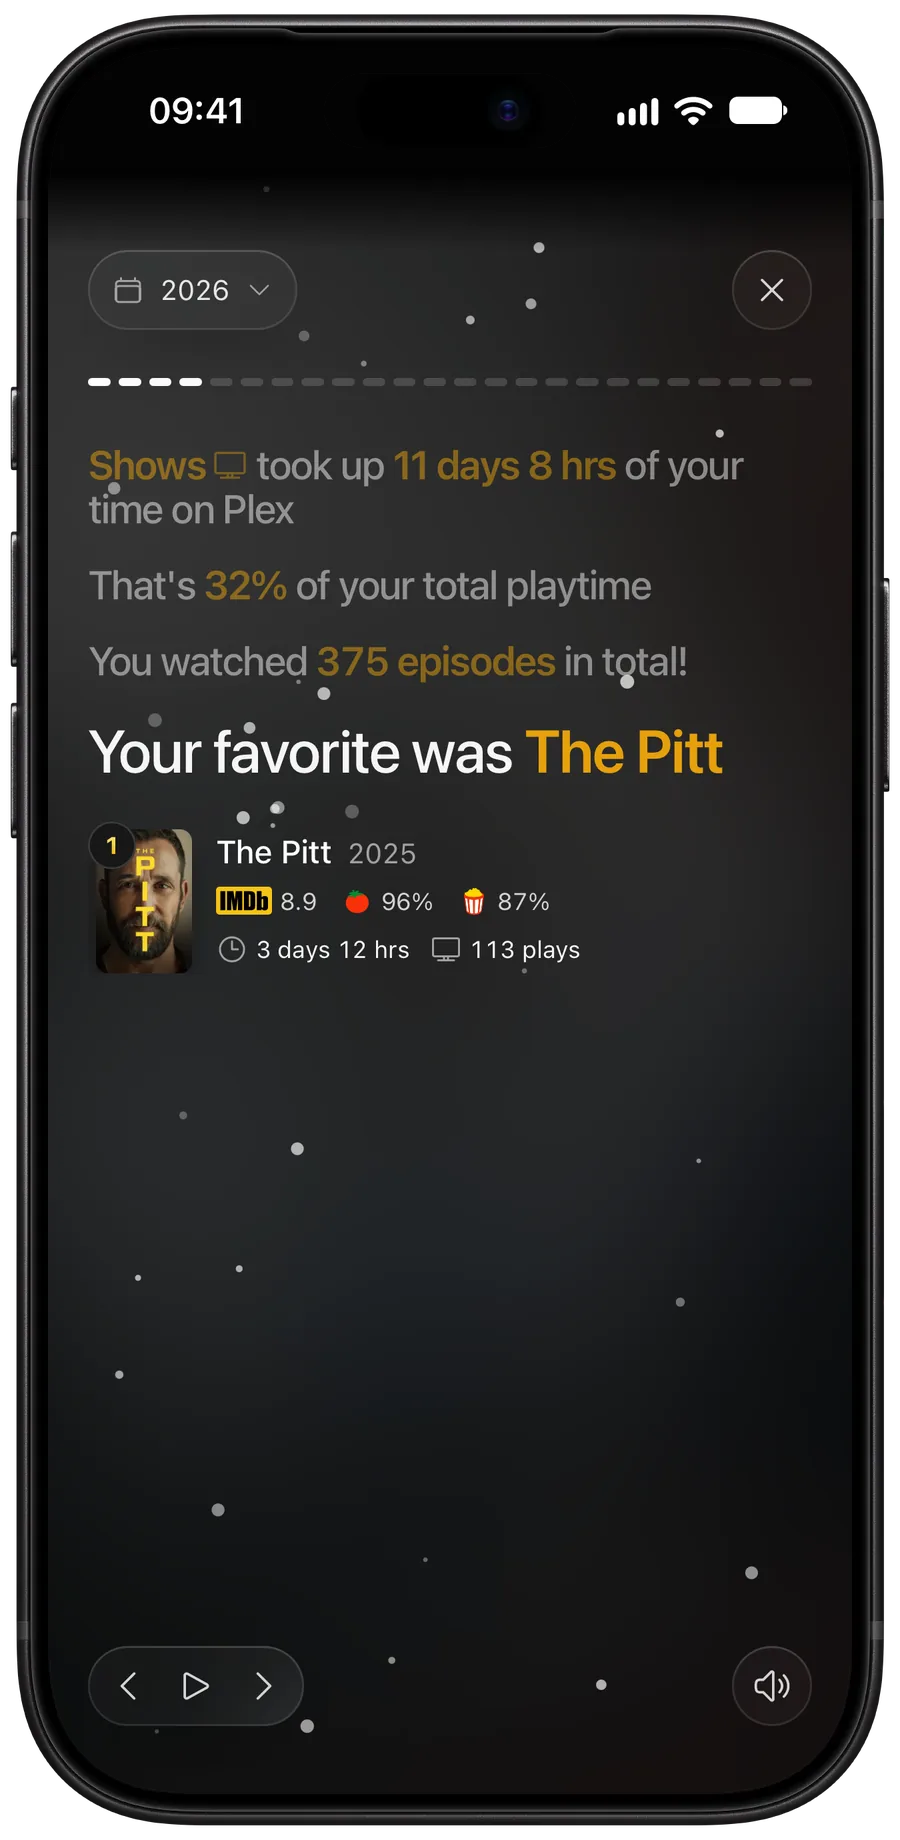 09:41
2026
Shows took up 11 days 8 hrs of your
time on Plex
That's 32% of your total playtime
You watched 375 episodes in total!
Your favorite was The Pitt
1
THE
PITT
The Pitt 2025
IMDb 8.9 96% 87%
3 days 12 hrs 113 plays